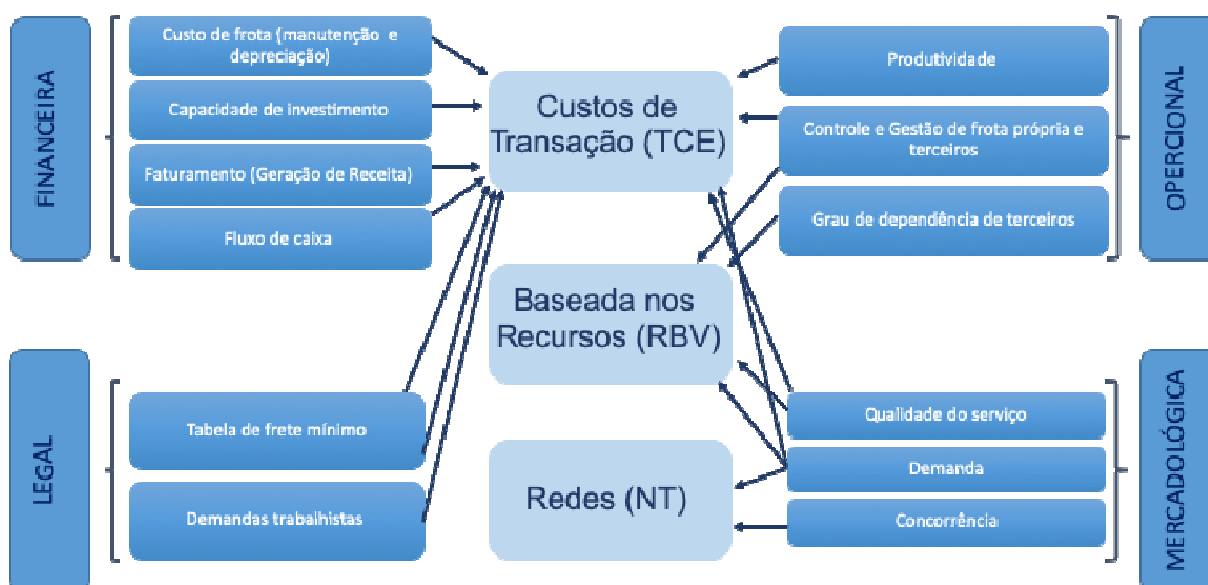 FINANCEIRA
Custo de frota (manutenção e
depreciação)
Capacidade de investimento
Faturamento (Geração de Receita)
Fluxo de caixa
LEGAL
Tabela de frete mínimo
Demandas trabalhistas
Custos de
Transação (TCE)
Baseada nos
Recursos (RBV)
Redes (NT)
Produtividade
Controle e Gestão de frota própria e
terceiros
Grau de dependência de terceiros
OPERCIONAL
Qualidade do serviço
Demanda
Concorrência
MERCADOLÓGICA